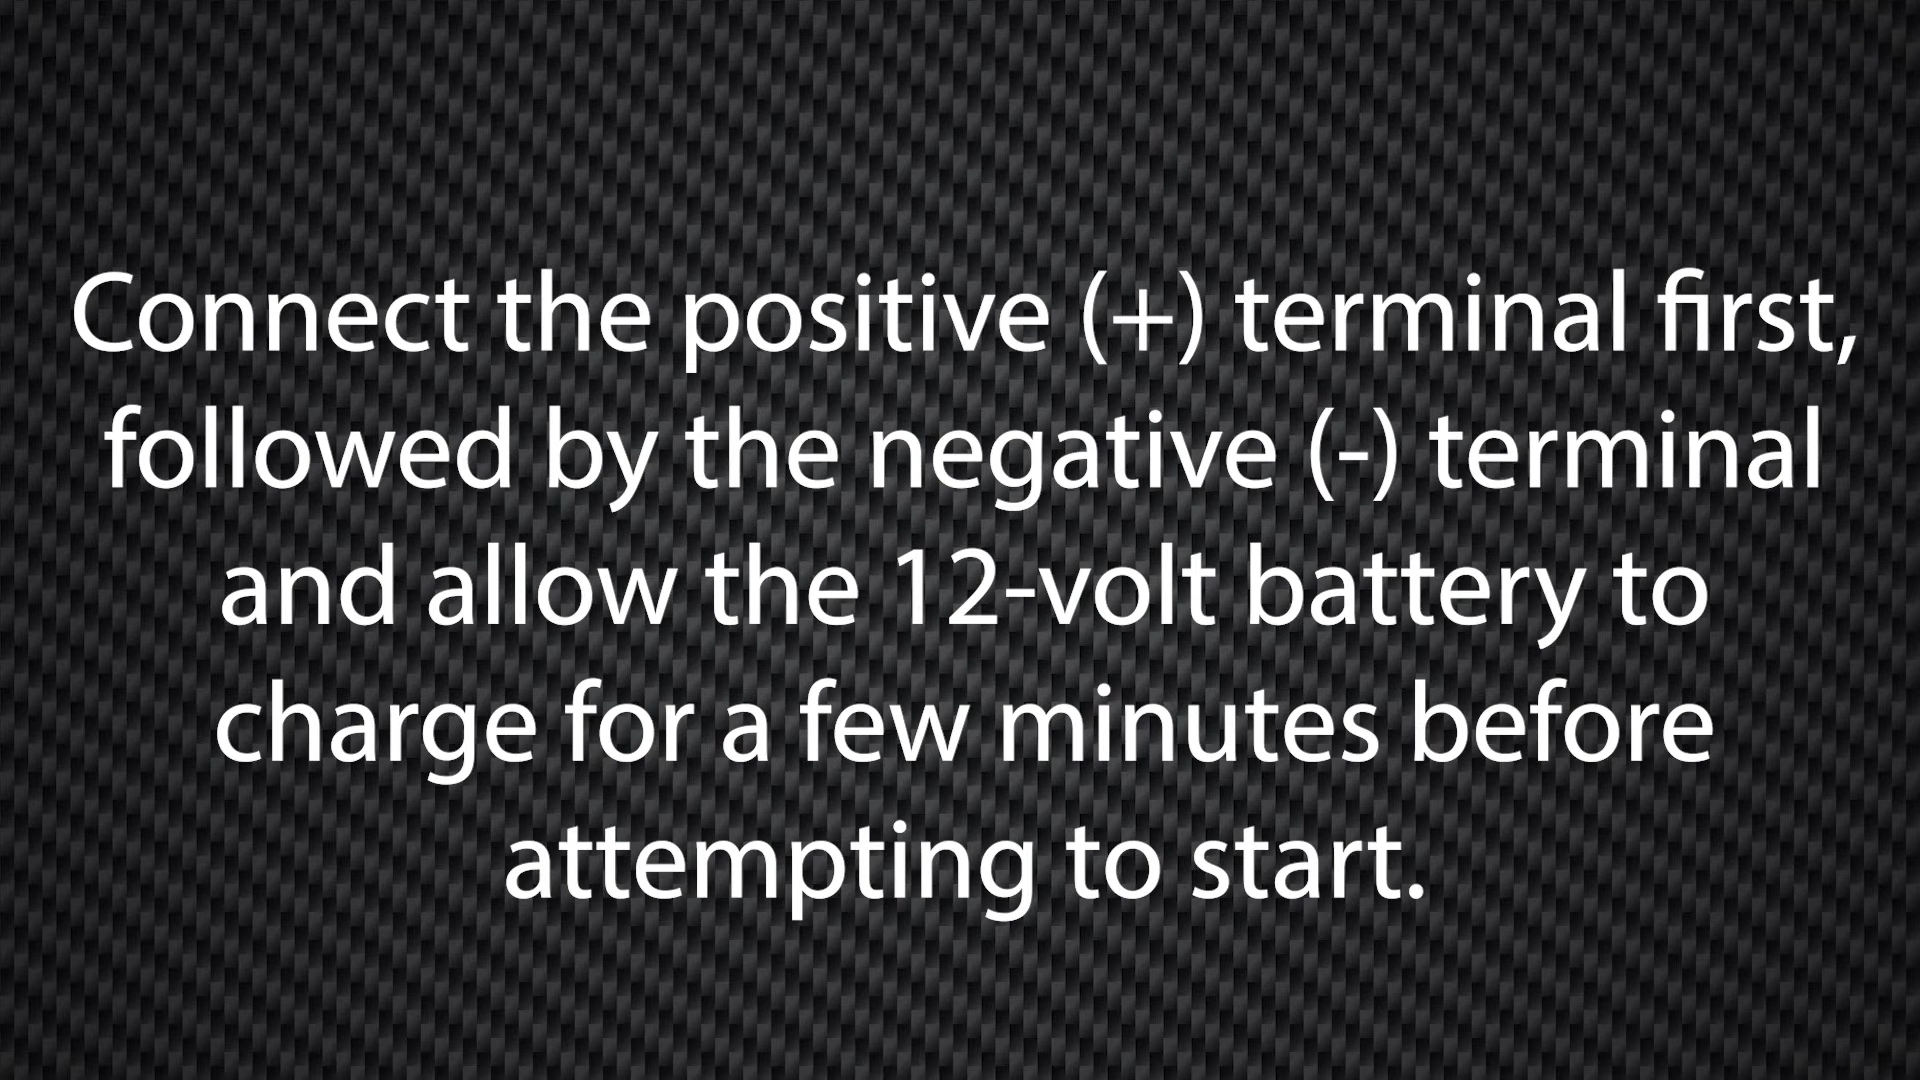 Connect the positive (+) terminal first,
followed by the negative (-) terminal
and allow the 12-volt battery to
charge for a few minutes before
attempting to start.